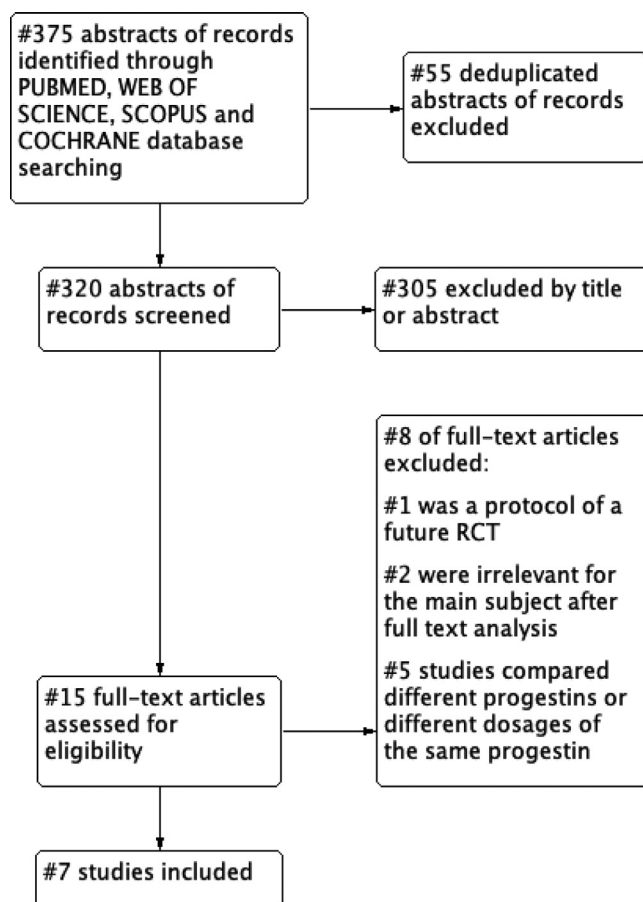 #375 abstracts of records
identified through
PUBMED, WEB OF
SCIENCE, SCOPUS and
COCHRANE database
searching
#55 deduplicated
abstracts of records
excluded
#320 abstracts of
records screened
#305 excluded by title
or abstract
#8 of full-text articles
excluded:
#1 was a protocol of a
future RCT
#2 were irrelevant for
the main subject after
full text analysis
#5 studies compared
different progestins or
different dosages of
the same progestin
#15 full-text articles
assessed for
eligibility
#7 studies included